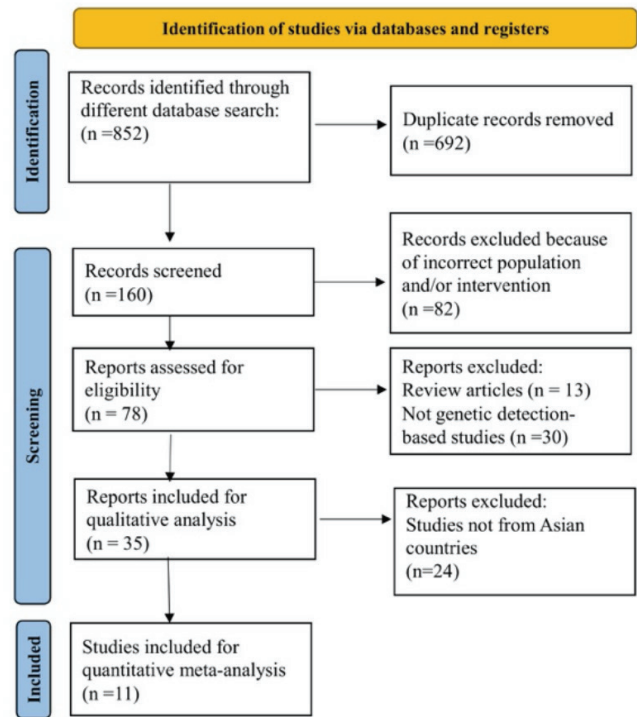 Identification of studies via databases and registers
Identification
Records identified through
different database search:
(n =852)
Duplicate records removed
(n =692)
Screening
Records screened
(n =160)
Records excluded because
of incorrect population
and/or intervention
(n =82)
Reports assessed for
eligibility
(n = 78)
Reports excluded:
Review articles (n = 13)
Not genetic detection-
based studies (n =30)
Reports included for
qualitative analysis
(n = 35)
Reports excluded:
Studies not from Asian
countries
(n=24)
Included
Studies included for
quantitative meta-analysis
(n =11)